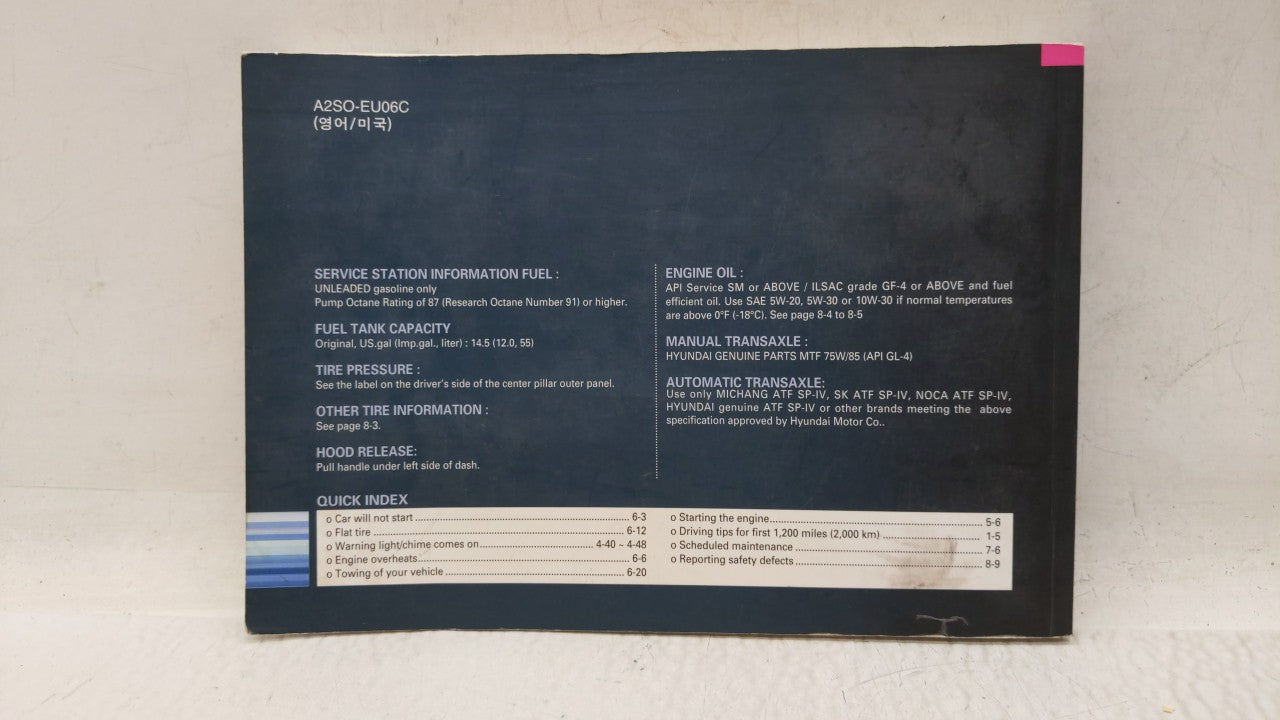 A2SO-EU06C
(영어/미국)
SERVICE STATION INFORMATION FUEL :
UNLEADED gasoline only
Pump Octane Rating of 87 (Research Octane Number 91) or higher.
FUEL TANK CAPACITY
Original, US.gal (Imp.gal., liter) : 14.5 (12.0, 55)
TIRE PRESSURE :
See the label on the driver's side of the center pillar outer panel.
OTHER TIRE INFORMATION :
See page 8-3.
HOOD RELEASE:
Pull handle under left side of dash.
ENGINE OIL :
API Service SM or ABOVE / ILSAC grade GF-4 or ABOVE and fuel
efficient oil. Use SAE 5W-20, 5W-30 or 10W-30 if normal temperatures
are above 0°F (-18°C). See page 8-4 to 8-5
MANUAL TRANSAXLE :
HYUNDAI GENUINE PARTS MTF 75W/85 (API GL-4)
AUTOMATIC TRANSAXLE:
Use only MICHANG ATF SP-IV, SK ATF SP-IV, NOCA ATF SP-IV,
HYUNDAI genuine ATF SP-IV or other brands meeting the above
specification approved by Hyundai Motor Co..
QUICK INDEX
o Car will not start ........ 6-3
o Flat tire ........ 6-12
o Warning light/chime comes on ........ 4-40 ~ 4-48
o Engine overheats ........ 6-6
o Towing of your vehicle ........ 6-20
o Starting the engine ........ 5-6
o Driving tips for first 1,200 miles (2,000 km) ........ 1-5
o Scheduled maintenance ........ 7-6
o Reporting safety defects ........ 8-9